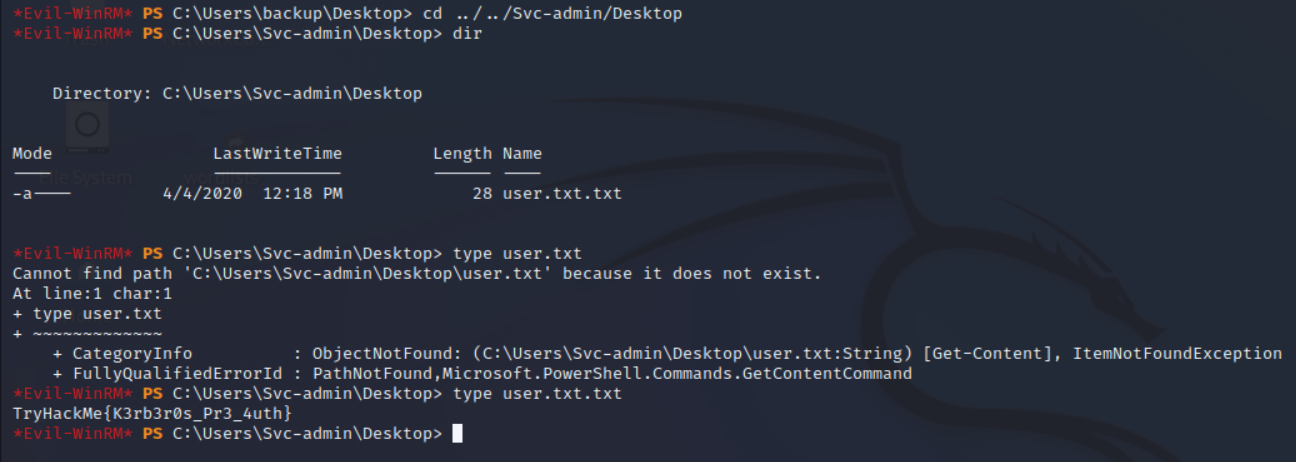 *Evil-WinRM* PS C:\Users\backup\Desktop> cd ../../Svc-admin/Desktop
*Evil-WinRM* PS C:\Users\Svc-admin\Desktop> dir
Directory: C:\Users\Svc-admin\Desktop
Mode LastWriteTime Length Name
---- ------------- ------ ----
File System
-a---- 4/4/2020 12:18 PM 28 user.txt.txt
*Evil-WinRM* PS C:\Users\Svc-admin\Desktop> type user.txt
Cannot find path 'C:\Users\Svc-admin\Desktop\user.txt' because it does not exist.
At line:1 char:1
+ type user.txt
+ ~~~~~~~~~~~~~
+ CategoryInfo : ObjectNotFound: (C:\Users\Svc-admin\Desktop\user.txt:String) [Get-Content], ItemNotFoundException
+ FullyQualifiedErrorId : PathNotFound,Microsoft.PowerShell.Commands.GetContentCommand
*Evil-WinRM* PS C:\Users\Svc-admin\Desktop> type user.txt.txt
TryHackMe{K3rb3r0s_Pr3_4uth}
*Evil-WinRM* PS C:\Users\Svc-admin\Desktop>